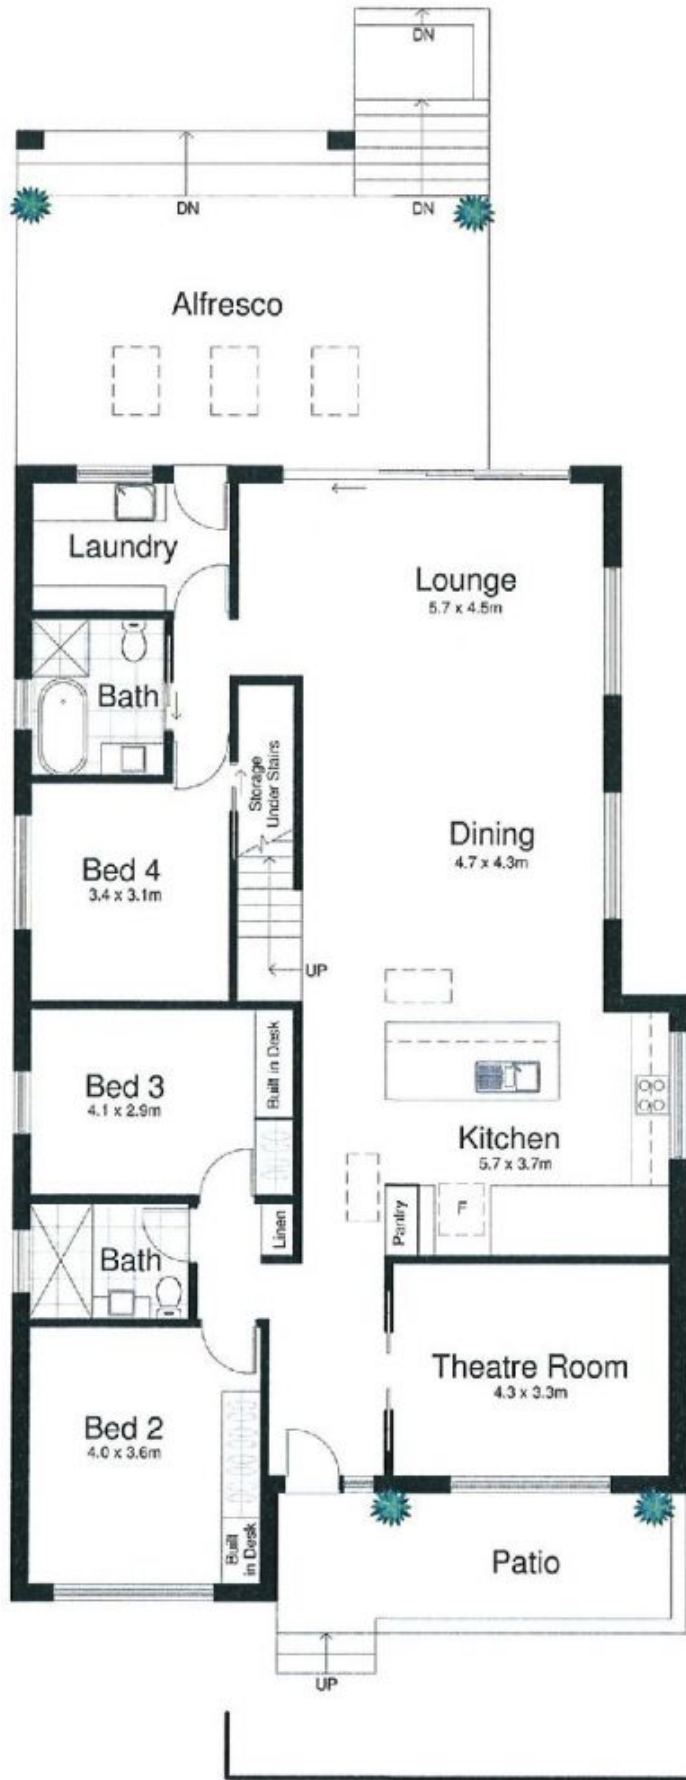 DN
DN
DN
Alfresco
Laundry
Lounge
5.7 x 4.5m
Bath
Storage
Under Stairs
Dining
4.7 x 4.3m
Bed 4
3.4 x 3.1m
UP
Bed 3
4.1 x 2.9m
Built in Desk
Kitchen
5.7 x 3.7m
Pantry
F
Linen
Bath
Theatre Room
4.3 x 3.3m
Bed 2
4.0 x 3.6m
Built
in Desk
Patio
UP